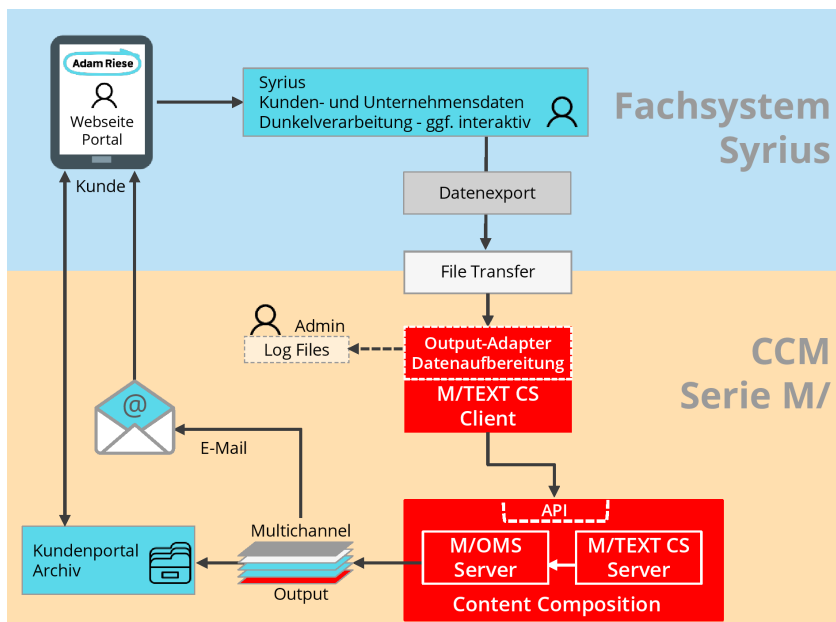 Adam Riese
Webseite
Portal
Kunde
Syrius
Kunden- und Unternehmensdaten
Dunkelverarbeitung - ggf. interaktiv
Fachsystem
Syrius
Datenexport
File Transfer
Admin
Log Files
Output-Adapter
Datenaufbereitung
M/TEXT CS
Client
CCM
Serie M/
@
E-Mail
API
Multichannel
Output
Kundenportal
Archiv
M/OMS
Server
M/TEXT CS
Server
Content Composition